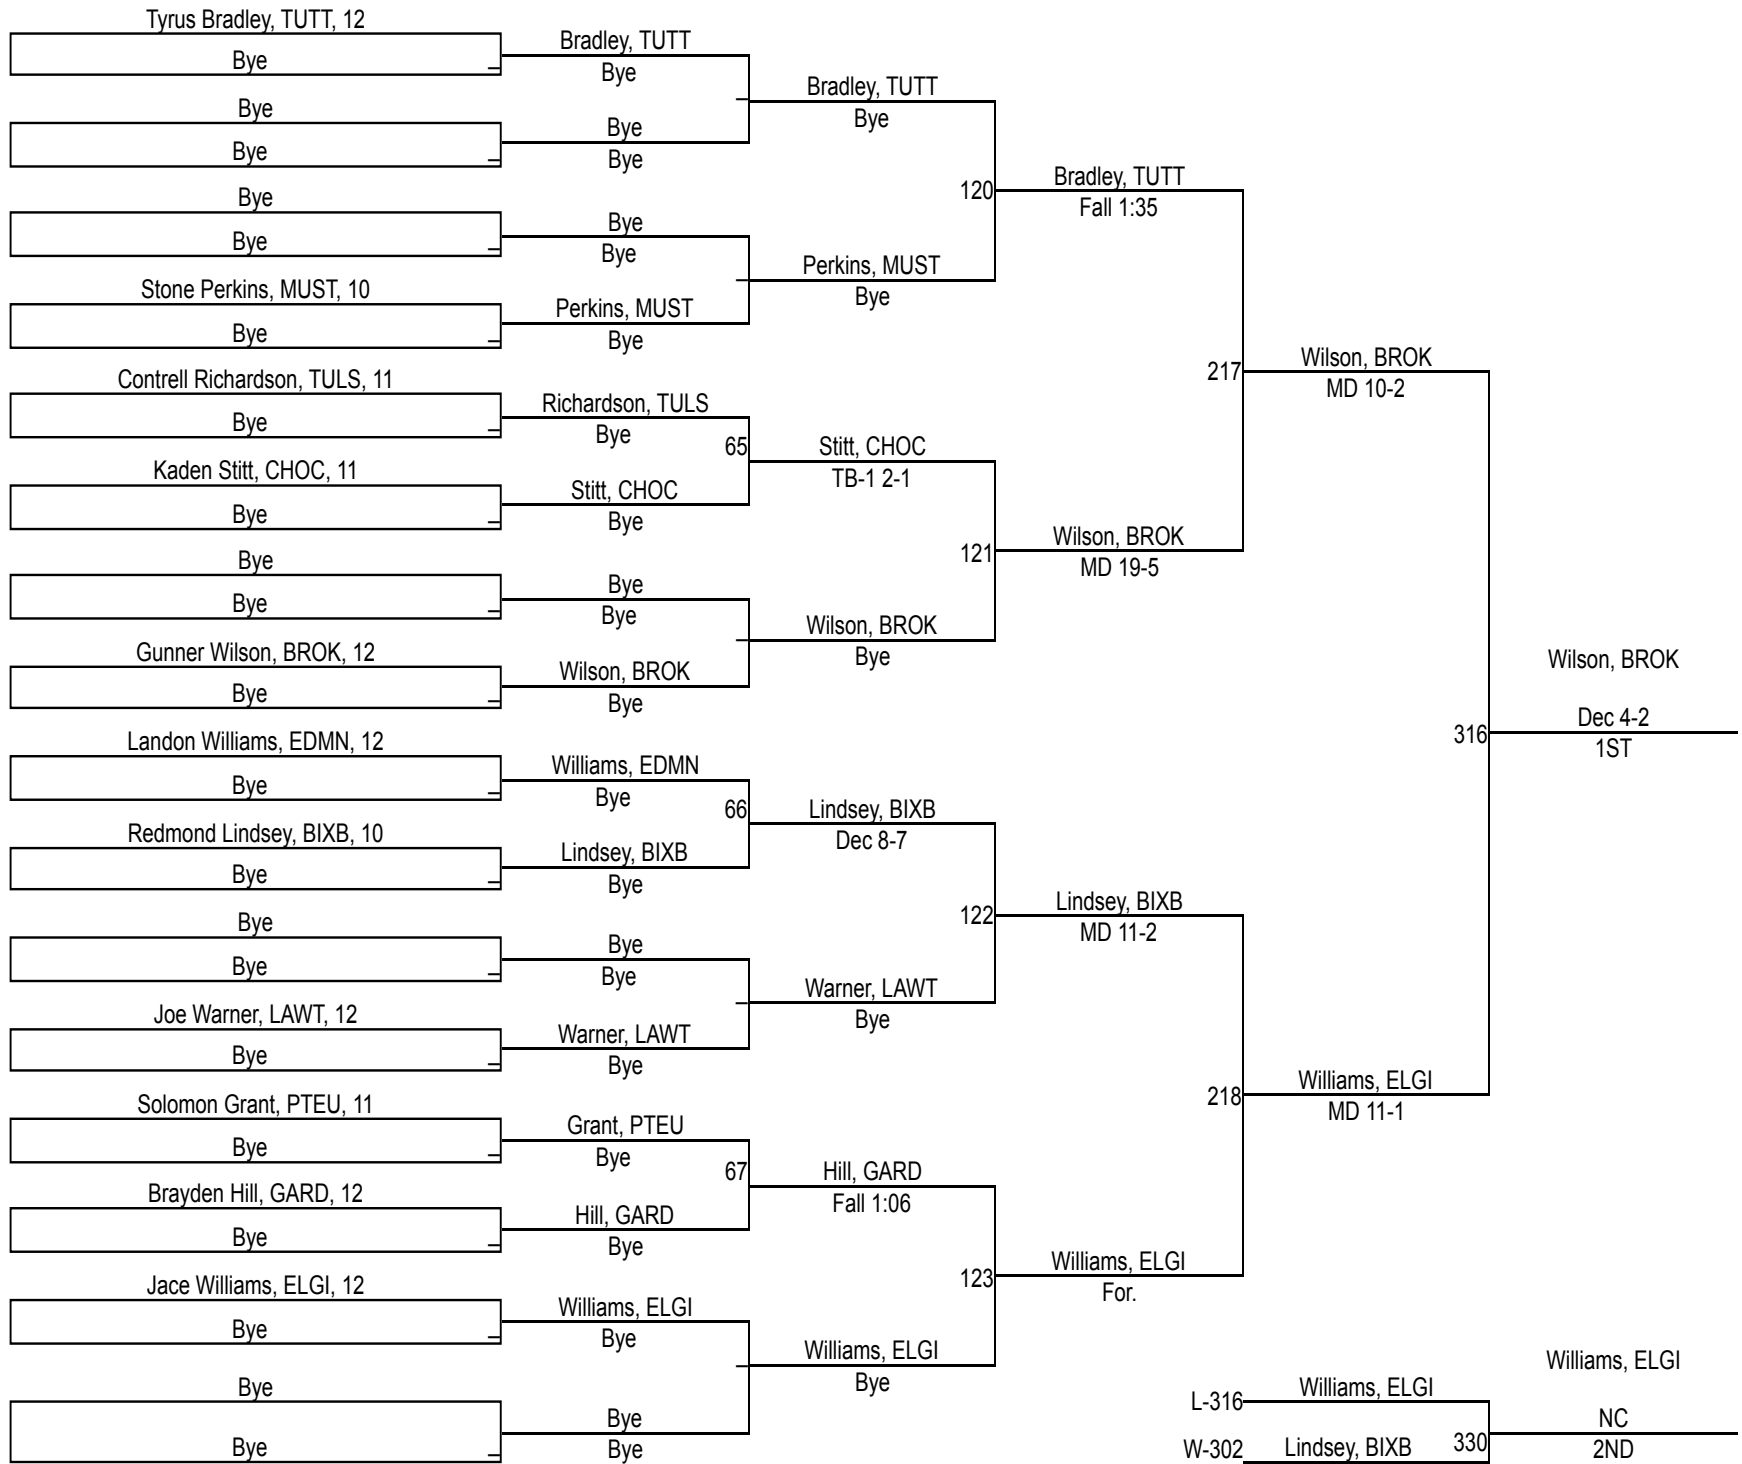 Tyrus Bradley, TUTT, 12
Bye
Bye
Bye
Bye
Bye
Stone Perkins, MUST, 10
Bye
Contrell Richardson, TULS, 11
Bye
Kaden Stitt, CHOC, 11
Bye
Bye
Bye
Gunner Wilson, BROK, 12
Bye
Landon Williams, EDMN, 12
Bye
Redmond Lindsey, BIXB, 10
Bye
Bye
Bye
Joe Warner, LAWT, 12
Bye
Solomon Grant, PTEU, 11
Bye
Brayden Hill, GARD, 12
Bye
Jace Williams, ELGI, 12
Bye
Bye
Bye
Bradley, TUTT
Bye
Bye
Bye
Bye
Bye
Perkins, MUST
Bye
Richardson, TULS
Bye
65
Stitt, CHOC
Bye
Bye
Bye
Wilson, BROK
Bye
Williams, EDMN
Bye
66
Lindsey, BIXB
Bye
Bye
Bye
Warner, LAWT
Bye
Grant, PTEU
Bye
67
Hill, GARD
Bye
Williams, ELGI
Bye
Bye
Bye
Bradley, TUTT
Bye
120
Perkins, MUST
Bye
Stitt, CHOC
TB-1 2-1
121
Wilson, BROK
Bye
Lindsey, BIXB
Dec 8-7
122
Warner, LAWT
Bye
Hill, GARD
Fall 1:06
123
Williams, ELGI
Bye
Bradley, TUTT
Fall 1:35
217
Wilson, BROK
MD 19-5
Lindsey, BIXB
MD 11-2
218
Williams, ELGI
For.
Wilson, BROK
MD 10-2
316
Williams, ELGI
MD 11-1
Wilson, BROK
Dec 4-2
1ST
L-316 Williams, ELGI
W-302 Lindsey, BIXB 330
Williams, ELGI
NC
2ND